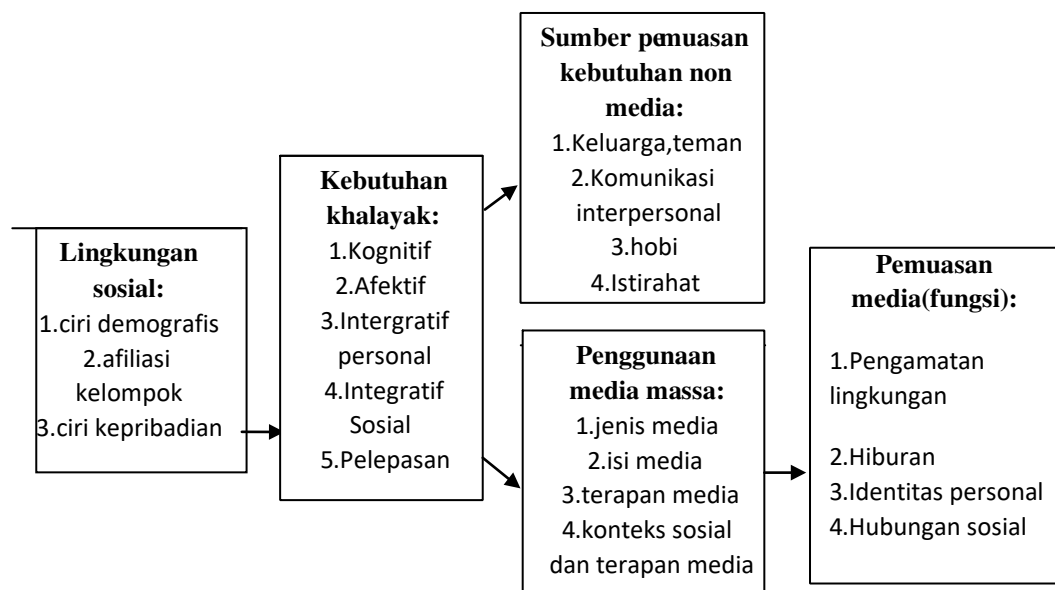 Lingkungan
sosial:
1.ciri demografis
2.afiliasi
kelompok
3.ciri kepribadian
Kebutuhan
khalayak:
1.Kognitif
2.Afektif
3.Intergratif
personal
4.Integratif
Sosial
5.Pelepasan
Sumber pemuasan
kebutuhan non
media:
1.Keluarga,teman
2.Komunikasi
interpersonal
3.hobi
4.Istirahat
Penggunaan
media massa:
1.jenis media
2.isi media
3.terapan media
4.konteks sosial
dan terapan media
Pemuasan
media(fungsi):
1.Pengamatan
lingkungan
2.Hiburan
3.Identitas personal
4.Hubungan sosial